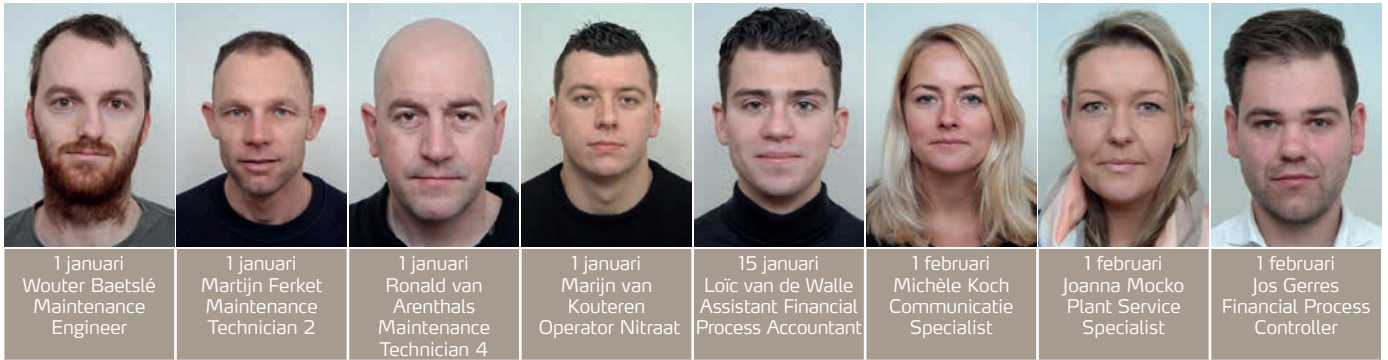 1 januari
Wouter Baetslé
Maintenance
Engineer
1 januari
Martijn Ferket
Maintenance
Technician 2
1 januari
Ronald van
Arenthals
Maintenance
Technician 4
1 januari
Marijn van
Kouteren
Operator Nitraat
15 januari
Loïc van de Walle
Assistant Financial
Process Accountant
1 februari
Michèle Koch
Communicatie
Specialist
1 februari
Joanna Mocko
Plant Service
Specialist
1 februari
Jos Gerres
Financial Process
Controller